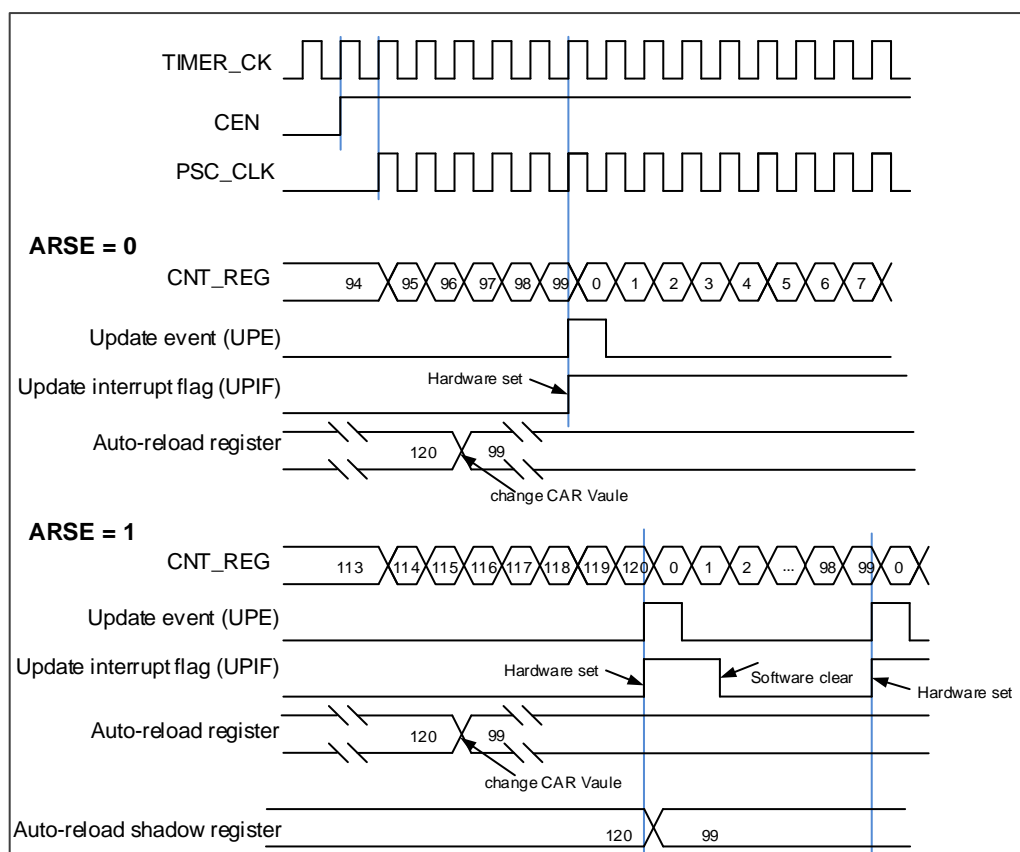 TIMER_CK
CEN
PSC_CLK
ARSE = 0
CNT_REG 94 95 96 97 98 99 0 1 2 3 4 5 6 7
Update event (UPE)
Update interrupt flag (UPIF) Hardware set
Auto-reload register 120 99
change CAR Vaule
ARSE = 1
CNT_REG 113 114 115 116 117 118 119 120 0 1 2 ... 98 99 0
Update event (UPE)
Update interrupt flag (UPIF) Hardware set Software clear Hardware set
Auto-reload register 120 99
change CAR Vaule
Auto-reload shadow register 120 99